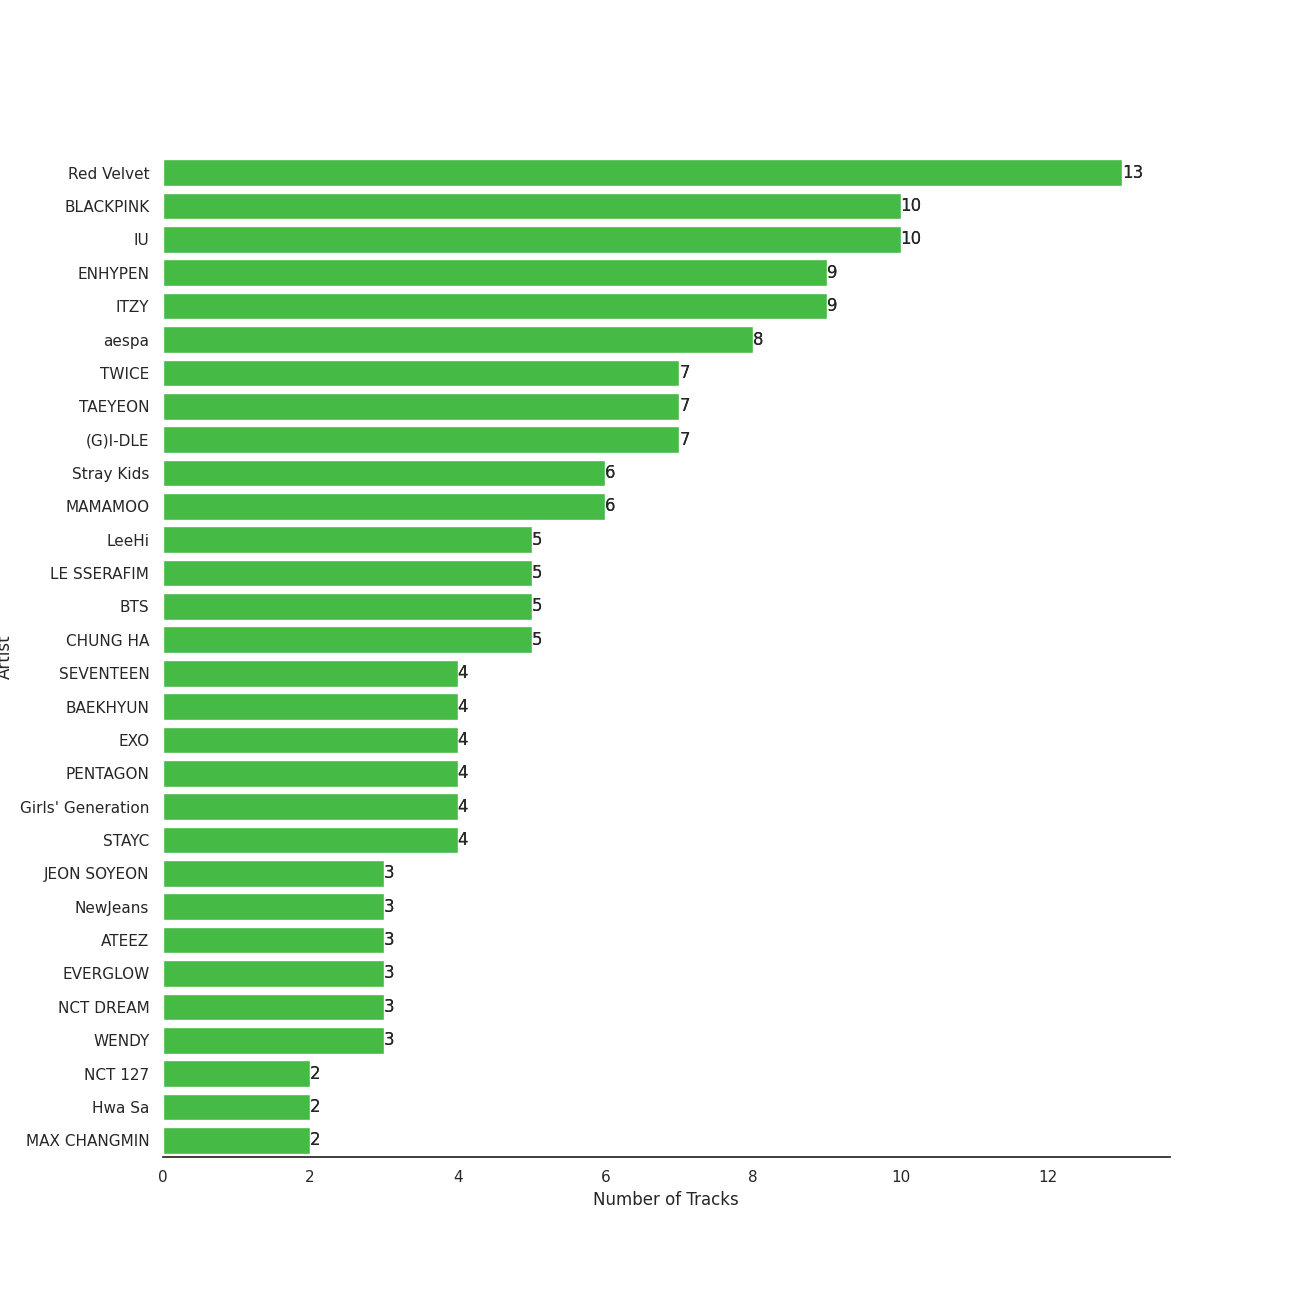 Red Velvet 13
BLACKPINK 10
IU 10
ENHYPEN 9
ITZY 9
aespa 8
TWICE 7
TAEYEON 7
(G)I-DLE 7
Stray Kids 6
MAMAMOO 6
LeeHi 5
LE SSERAFIM 5
BTS 5
CHUNG HA 5
SEVENTEEN 4
BAEKHYUN 4
EXO 4
PENTAGON 4
Girls' Generation 4
STAYC 4
JEON SOYEON 3
NewJeans 3
ATEEZ 3
EVERGLOW 3
NCT DREAM 3
WENDY 3
NCT 127 2
Hwa Sa 2
MAX CHANGMIN 2
0 2 4 6 8 10 12
Number of Tracks
Artist